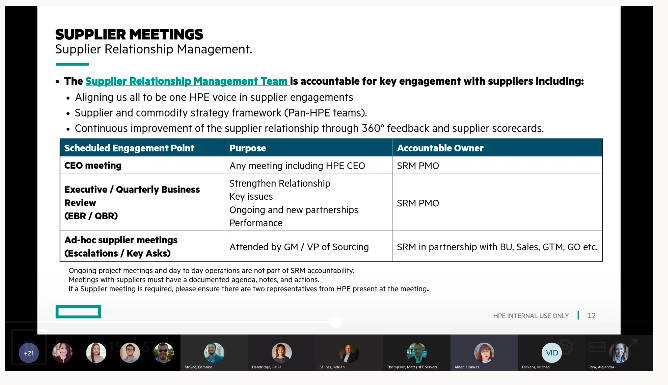 SUPPLIER MEETINGS
Supplier Relationship Management.
• The Supplier Relationship Management Team is accountable for key engagement with suppliers including:
• Aligning us all to be one HPE voice in supplier engagements
• Supplier and commodity strategy framework (Pan-HPE teams).
• Continuous improvement of the supplier relationship through 360° feedback and supplier scorecards.
Scheduled Engagement Point Purpose Accountable Owner
CEO meeting Any meeting including HPE CEO SRM PMO
Executive / Quarterly Business
Review
(EBR / QBR)
Strengthen Relationship
Key issues
Ongoing and new partnerships
Performance
SRM PMO
Ad-hoc supplier meetings
(Escalations / Key Asks)
Attended by GM / VP of Sourcing
SRM in partnership with BU, Sales, GTM, GO etc.
Ongoing project meetings and day to day operations are not part of SRM accountability.
Meetings with suppliers must have a documented agenda, notes, and actions.
If a Supplier meeting is required, please ensure there are two representatives from HPE present at the meeting.
HPE INTERNAL USE ONLY 12
+21
VID